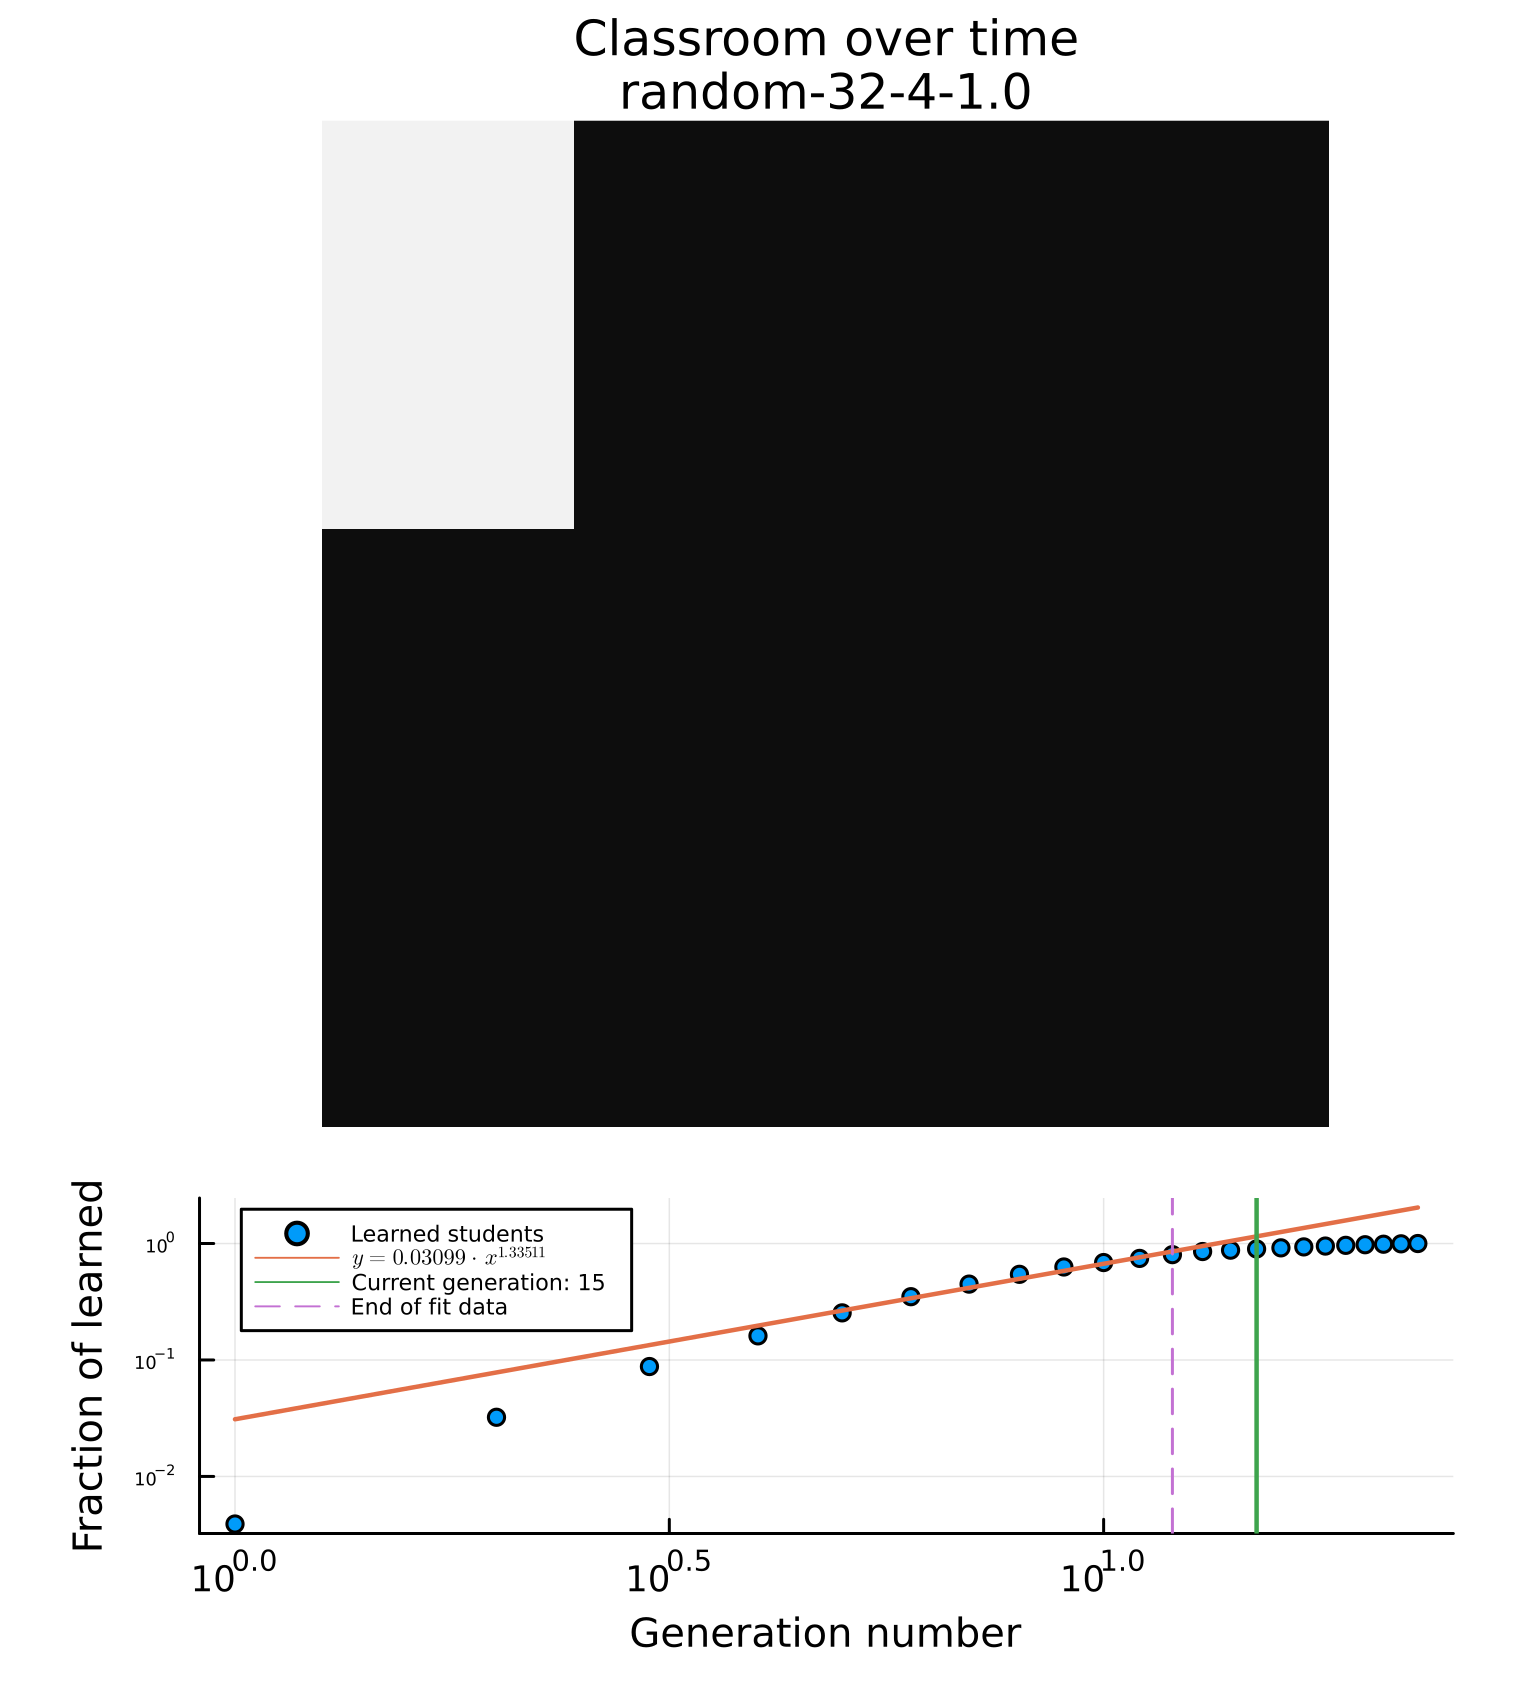 Classroom over time
random-32-4-1.0
Fraction of learned
10⁰
10⁻¹
10⁻²
Learned students
y = 0.03099 · x^1.33511
Current generation: 15
End of fit data
10^0.0
10^0.5
10^1.0
Generation number